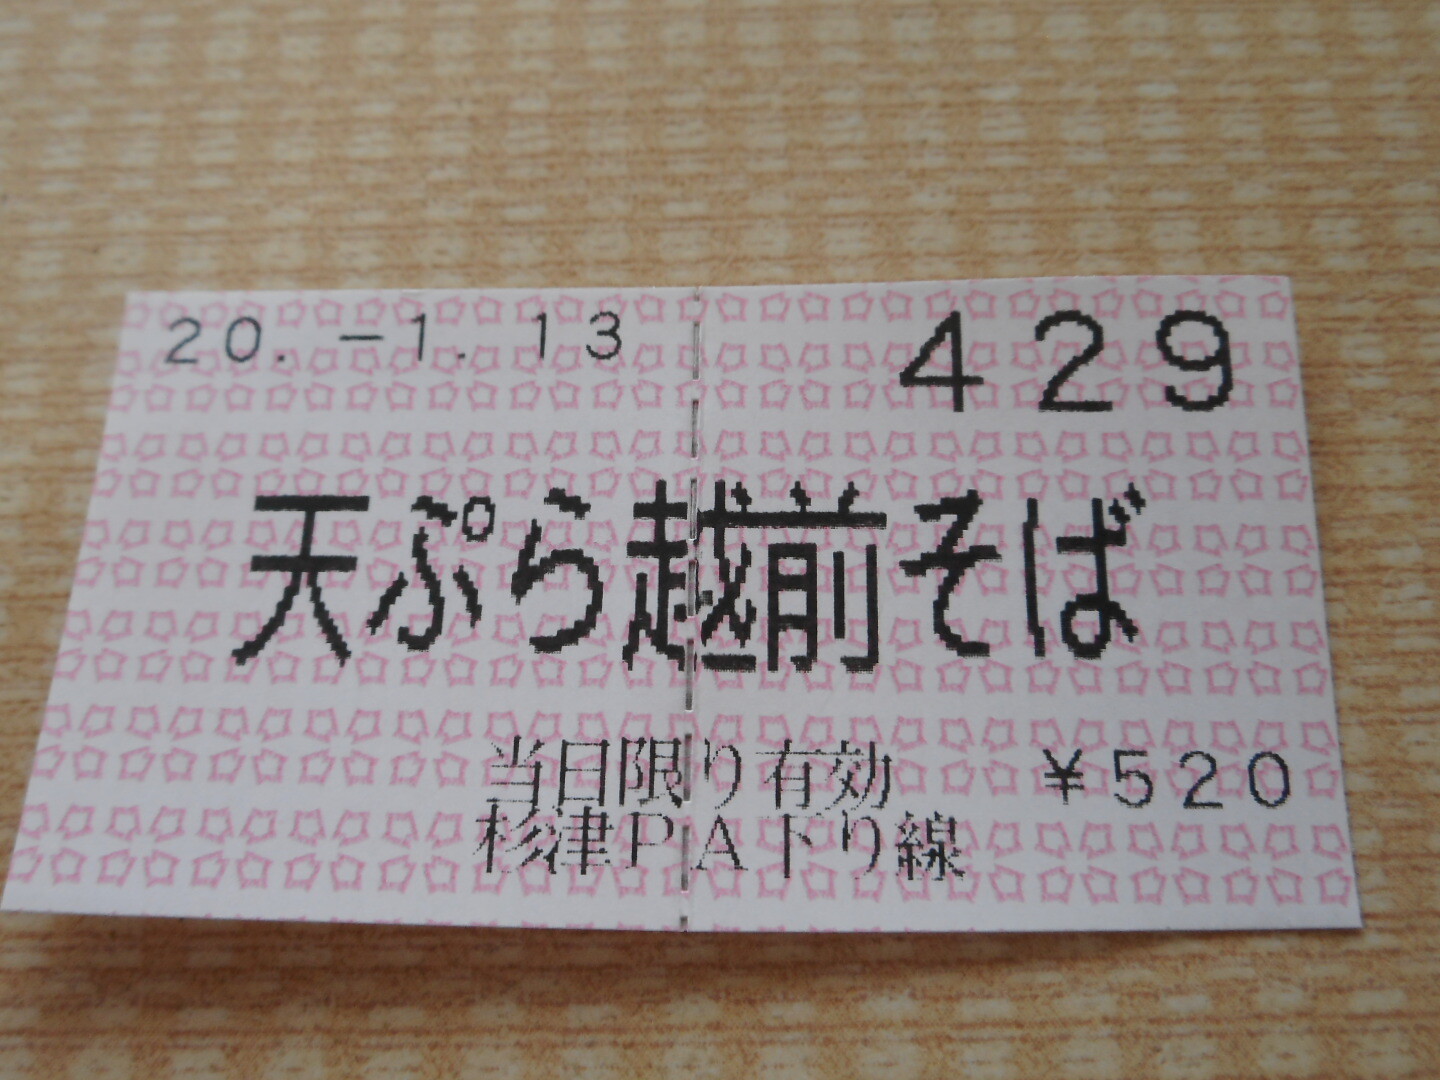 20.-1.13
429
天ぷら越前そば
当日限り有効 ¥520
杉津PA下り線